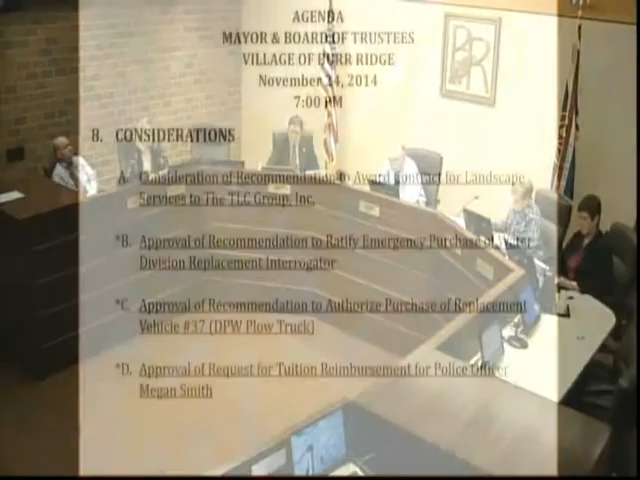 AGENDA
MAYOR & BOARD OF TRUSTEES
VILLAGE OF BURR RIDGE
November 24, 2014
7:00 PM
BR
8. CONSIDERATIONS
A. Consideration of Recommendation to Award Contract for Landscape
Services to The TLC Group, Inc.
*B. Approval of Recommendation to Ratify Emergency Purchase of Water
Division Replacement Interrogator
*C. Approval of Recommendation to Authorize Purchase of Replacement
Vehicle #37 (DPW Plow Truck)
*D. Approval of Request for Tuition Reimbursement for Police Officer
Megan Smith